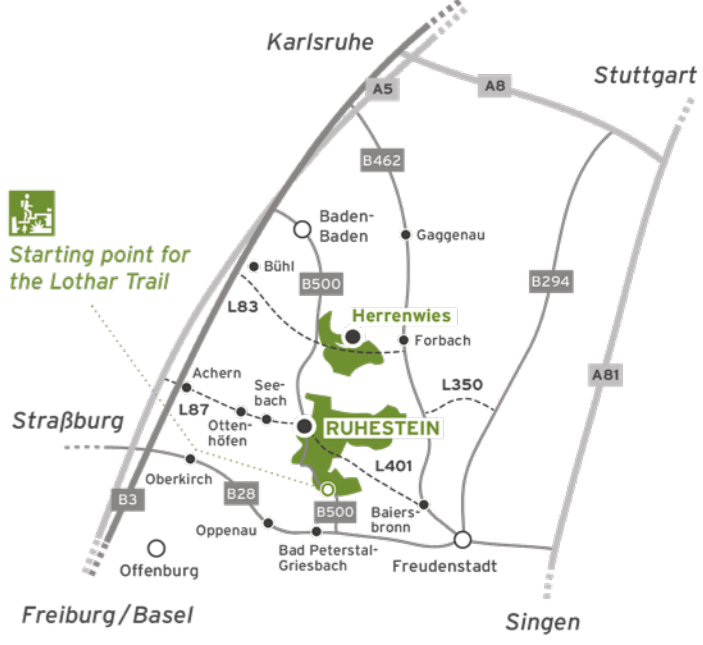 Karlsruhe
Stuttgart
A5
A8
B462
Baden-
Baden
Gaggenau
Starting point for
the Lothar Trail
Bühl
B500
B294
L83
Herrenwies
Forbach
Achern
A81
L350
See-
bach
L87
Straßburg
Otten-
höfen
RUHESTEIN
L401
Oberkirch
B3
B28
B500
Baiers-
bronn
Oppenau
Bad Peterstal-
Griesbach
Freudenstadt
Offenburg
Freiburg/Basel
Singen